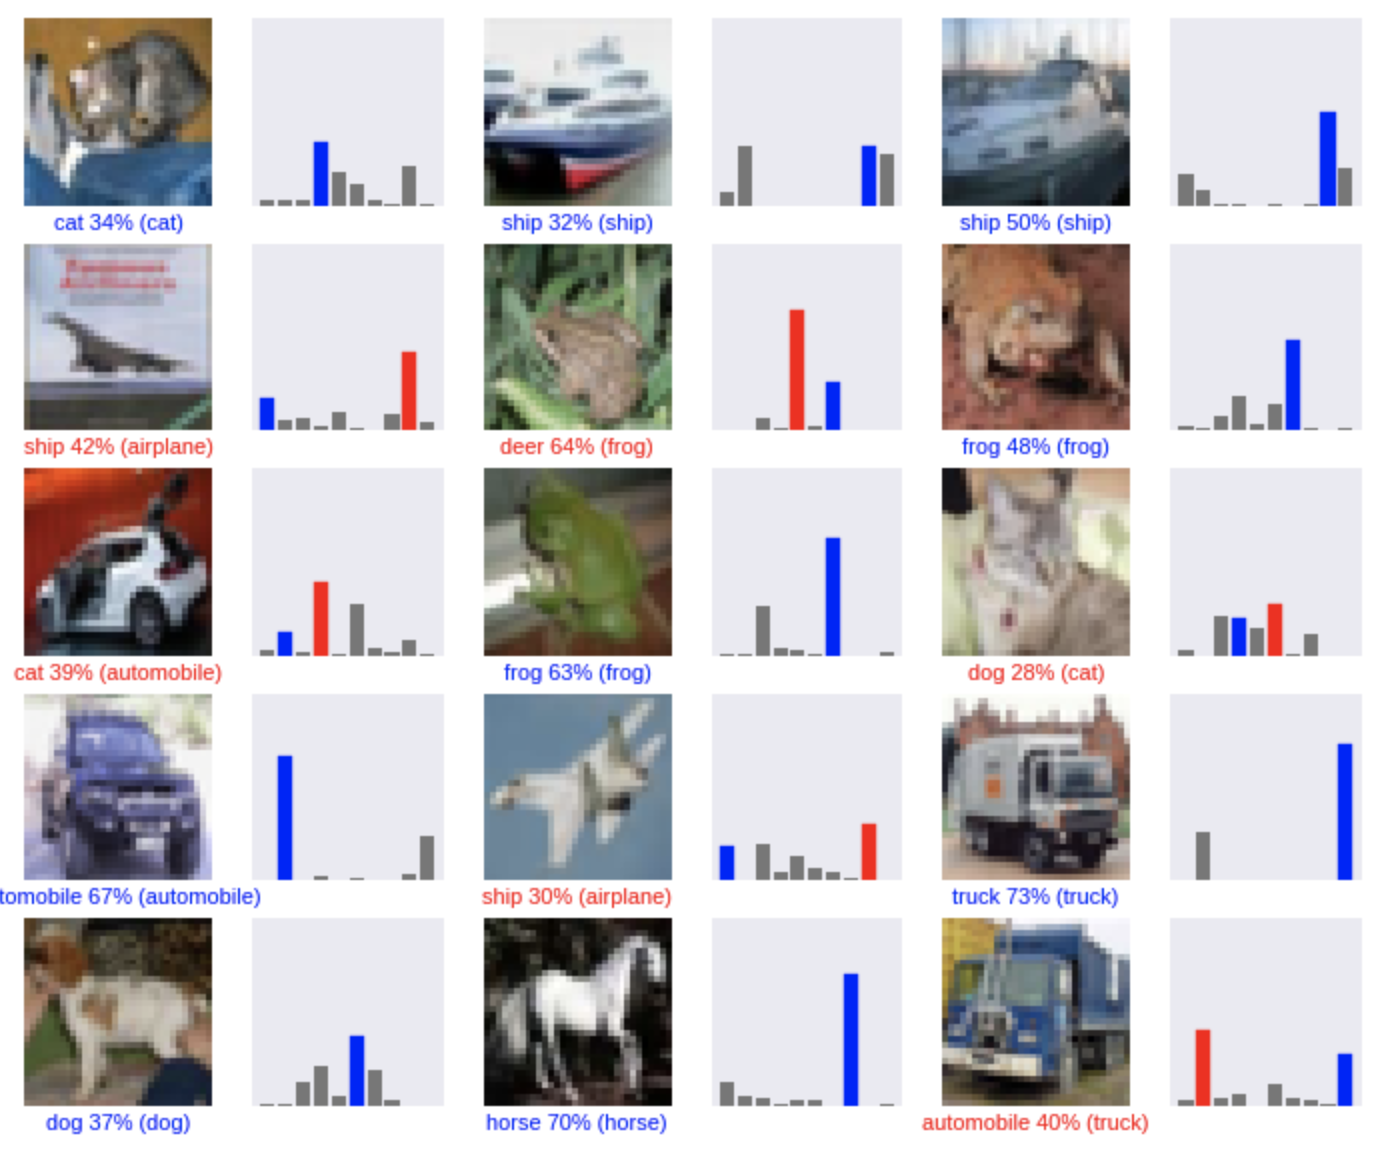 cat 34% (cat)
ship 32% (ship)
ship 50% (ship)
ship 42% (airplane)
deer 64% (frog)
frog 48% (frog)
cat 39% (automobile)
frog 63% (frog)
dog 28% (cat)
tomobile 67% (automobile)
ship 30% (airplane)
truck 73% (truck)
dog 37% (dog)
horse 70% (horse)
automobile 40% (truck)